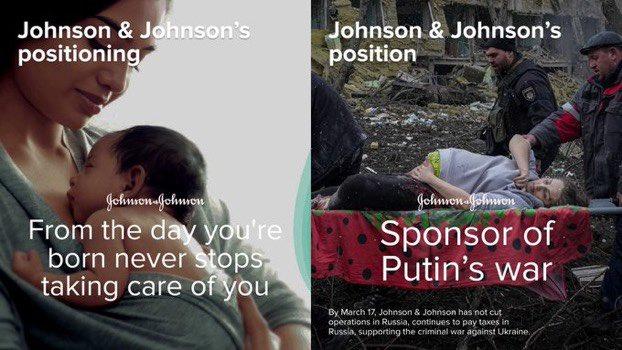 Johnson & Johnson’s
positioning
Johnson&Johnson
From the day you're
born never stops
taking care of you
Johnson & Johnson’s
position
Johnson&Johnson
Sponsor of
Putin’s war
By March 17, Johnson & Johnson has not cut
operations in Russia, continues to pay taxes in
Russia, supporting the criminal war against Ukraine.